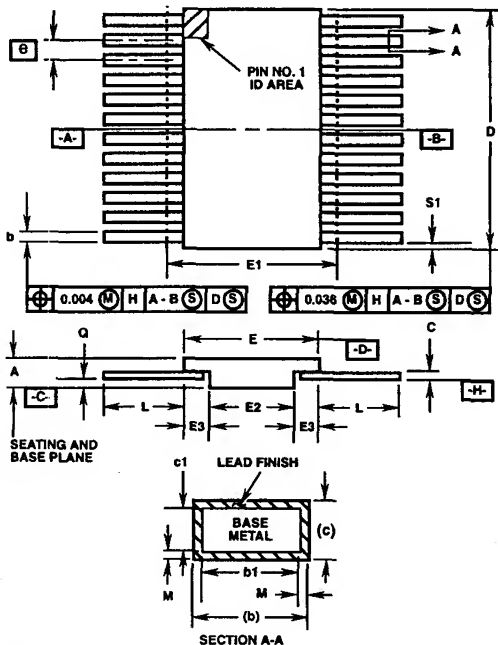 e
A
A
PIN NO. 1
ID AREA
-A-
-B-
D
S1
b
E1
⌖ 0.004 Ⓜ H A - B Ⓢ D Ⓢ
⌖ 0.036 Ⓜ H A - B Ⓢ D Ⓢ
Q
E
-D-
C
A
-C-
-H-
L
E2
L
E3
E3
SEATING AND
BASE PLANE
c1
LEAD FINISH
BASE
METAL
(c)
b1
M
M
(b)
SECTION A-A